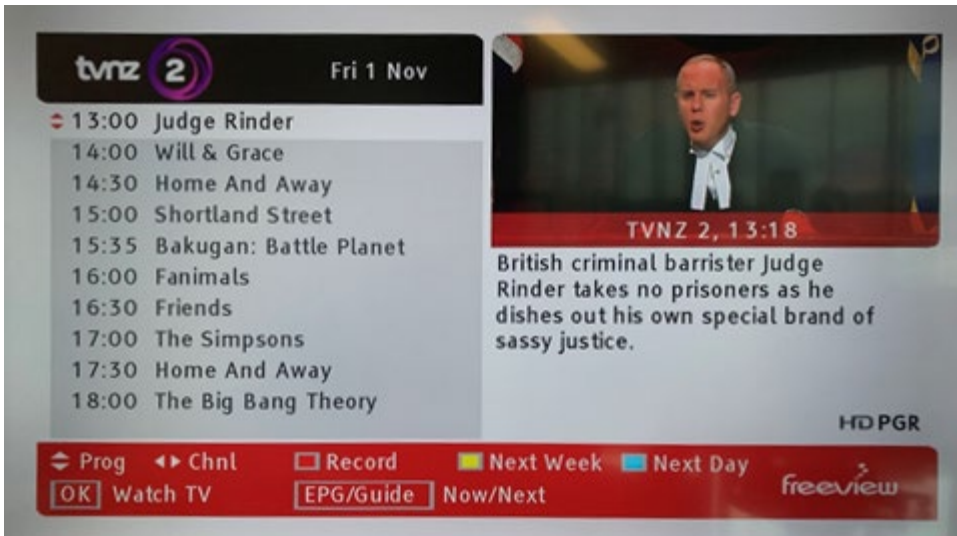 tvnz 2
Fri 1 Nov
13:00 Judge Rinder
14:00 Will & Grace
14:30 Home And Away
15:00 Shortland Street
15:35 Bakugan: Battle Planet
16:00 Fanimals
16:30 Friends
17:00 The Simpsons
17:30 Home And Away
18:00 The Big Bang Theory
TVNZ 2, 13:18
British criminal barrister Judge
Rinder takes no prisoners as he
dishes out his own special brand of
sassy justice.
HD PGR
Prog Chnl Record Next Week Next Day
OK Watch TV EPG/Guide Now/Next
freeview